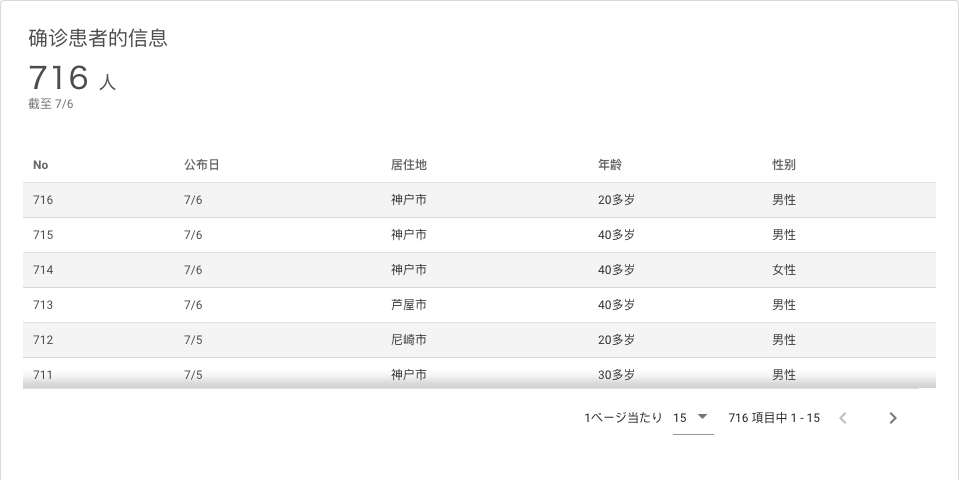 确诊患者的信息
716 人
截至 7/6
No 公布日 居住地 年龄 性别
716 7/6 神户市 20多岁 男性
715 7/6 神户市 40多岁 男性
714 7/6 神户市 40多岁 女性
713 7/6 芦屋市 40多岁 男性
712 7/5 尼崎市 20多岁 男性
711 7/5 神户市 30多岁 男性
1ページ当たり 15 716 項目中 1 - 15